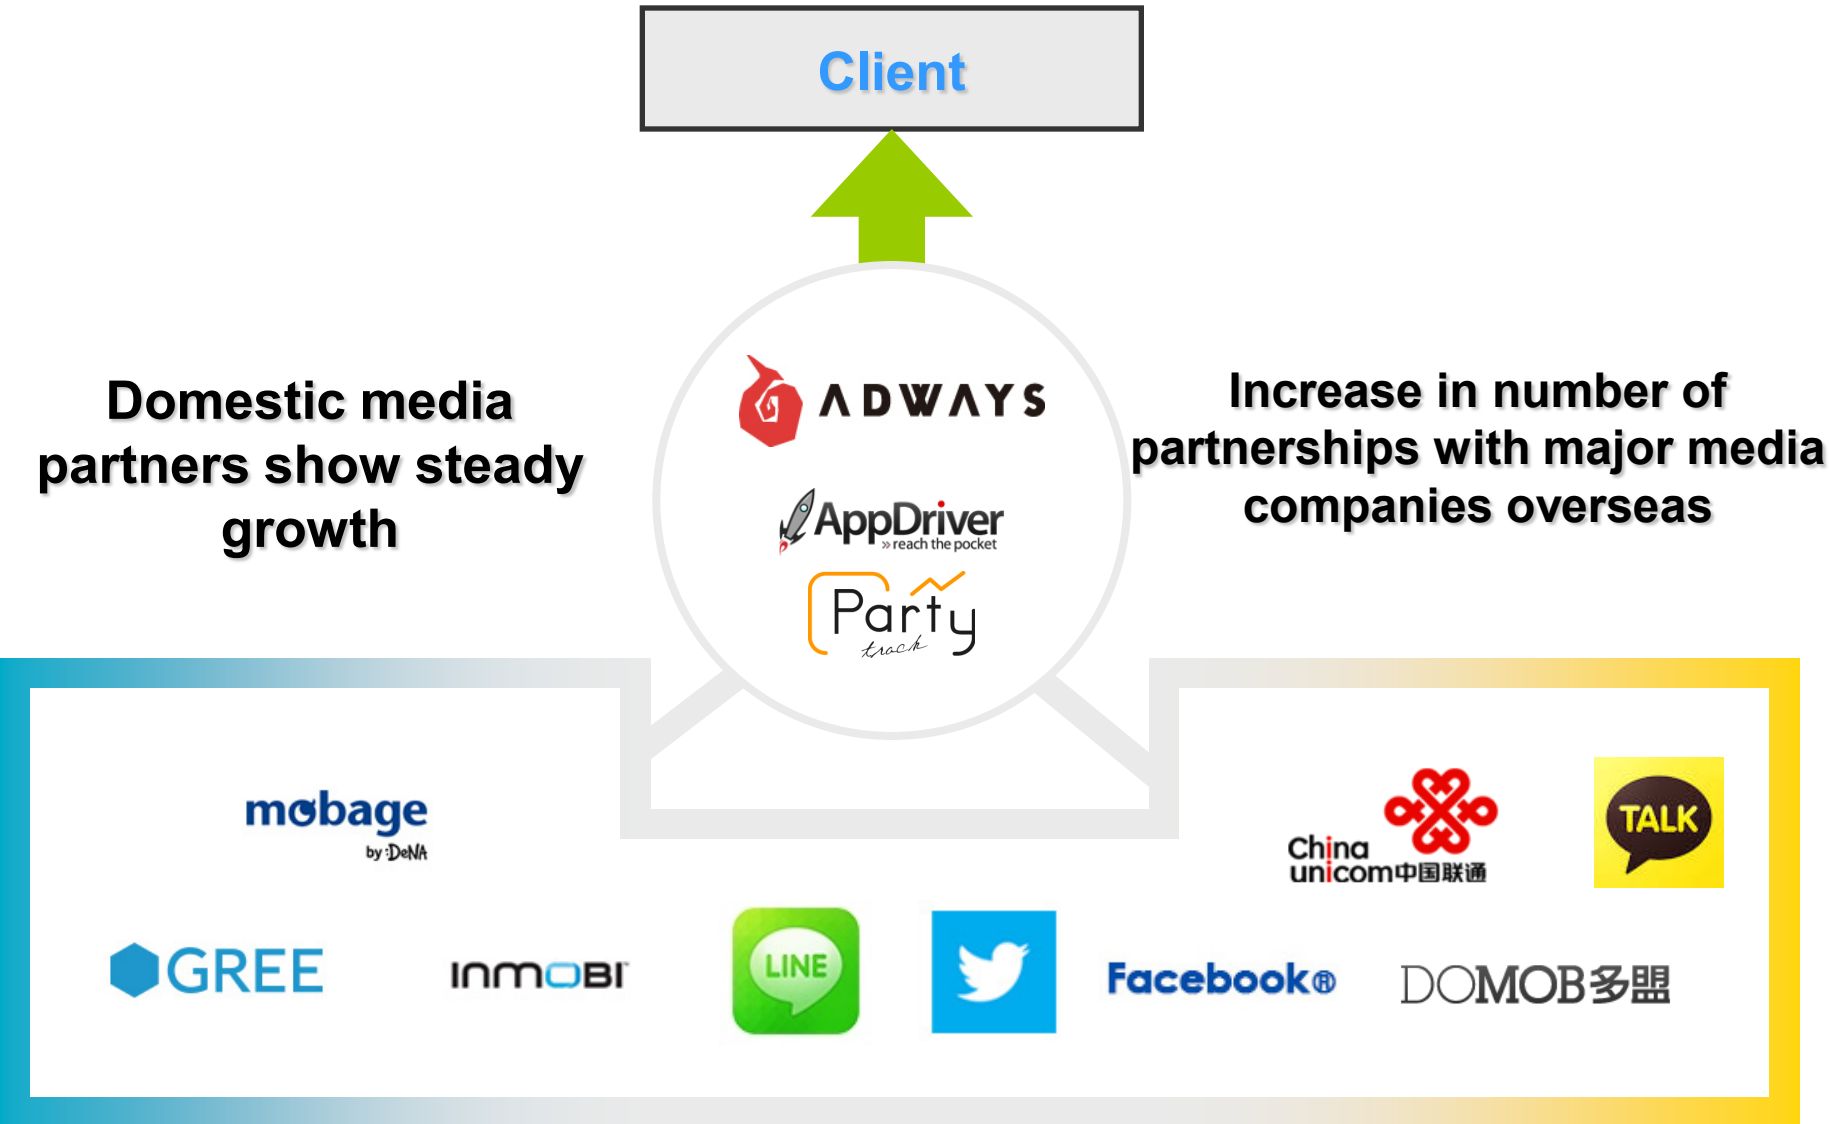 Client
ADWAYS
AppDriver
»reach the pocket
Party
track
Domestic media
partners show steady
growth
Increase in number of
partnerships with major media
companies overseas
mobage
by :DeNA
China
unicom中国联通
TALK
GREE
INMOBI
LINE
Facebook®
DOMOB多盟